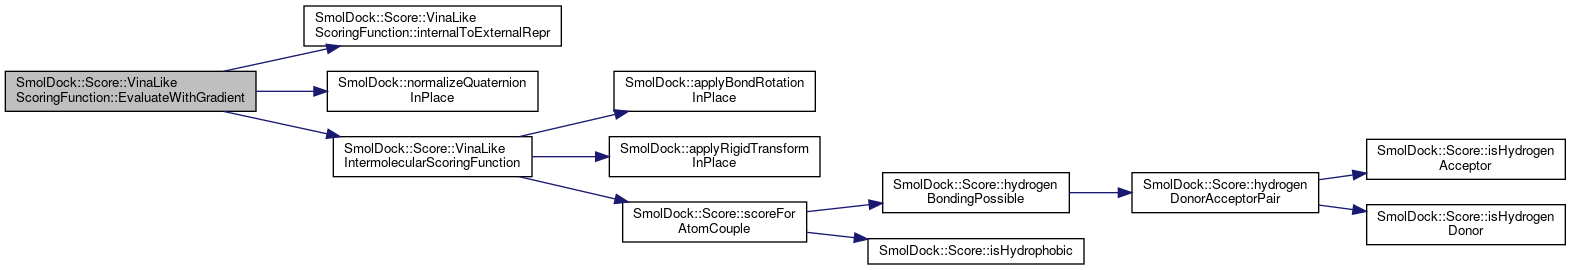 SmolDock::Score::VinaLike
ScoringFunction::EvaluateWithGradient
SmolDock::Score::VinaLike
ScoringFunction::internalToExternalRepr
SmolDock::normalizeQuaternion
InPlace
SmolDock::Score::VinaLike
IntermolecularScoringFunction
SmolDock::applyBondRotation
InPlace
SmolDock::applyRigidTransform
InPlace
SmolDock::Score::scoreFor
AtomCouple
SmolDock::Score::hydrogen
BondingPossible
SmolDock::Score::isHydrophobic
SmolDock::Score::hydrogen
DonorAcceptorPair
SmolDock::Score::isHydrogen
Acceptor
SmolDock::Score::isHydrogen
Donor